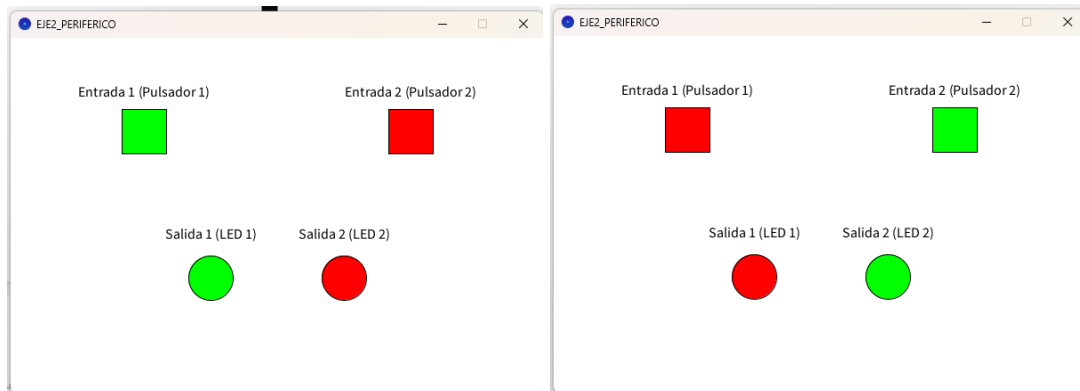 EJE2_PERIFERICO
Entrada 1 (Pulsador 1) Entrada 2 (Pulsador 2)
Salida 1 (LED 1) Salida 2 (LED 2)
EJE2_PERIFERICO
Entrada 1 (Pulsador 1) Entrada 2 (Pulsador 2)
Salida 1 (LED 1) Salida 2 (LED 2)